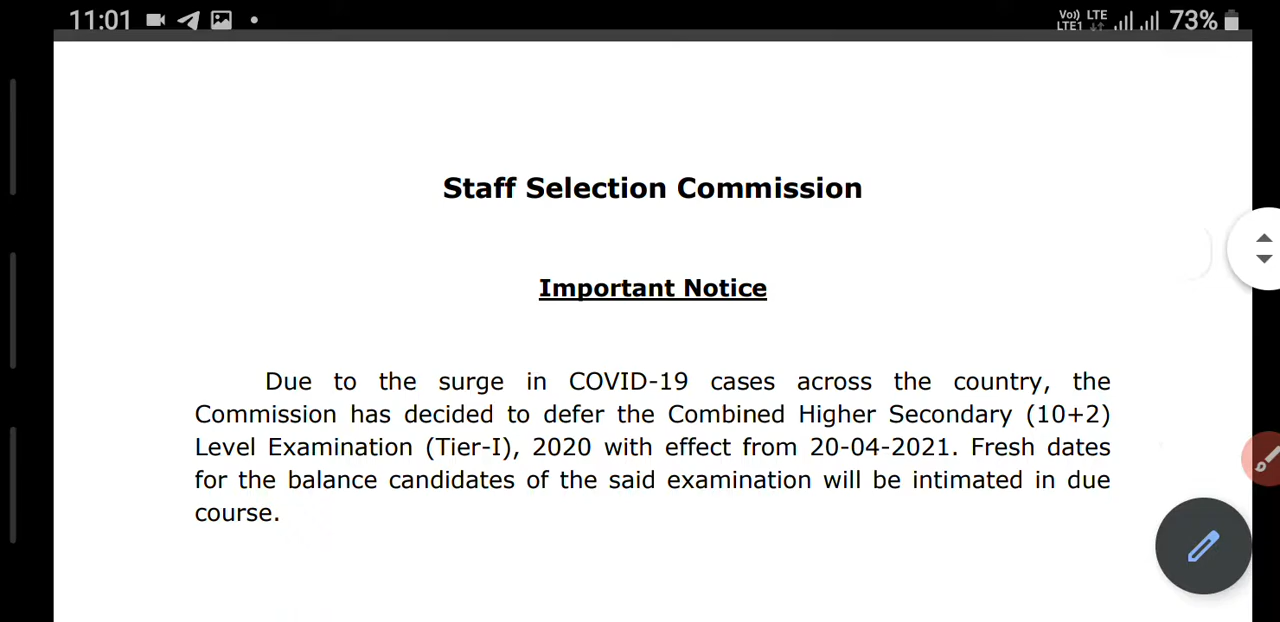 11:01 Vo)) LTE 73%
LTE1
Staff Selection Commission
Important Notice
Due to the surge in COVID-19 cases across the country, the
Commission has decided to defer the Combined Higher Secondary (10+2)
Level Examination (Tier-I), 2020 with effect from 20-04-2021. Fresh dates
for the balance candidates of the said examination will be intimated in due
course.